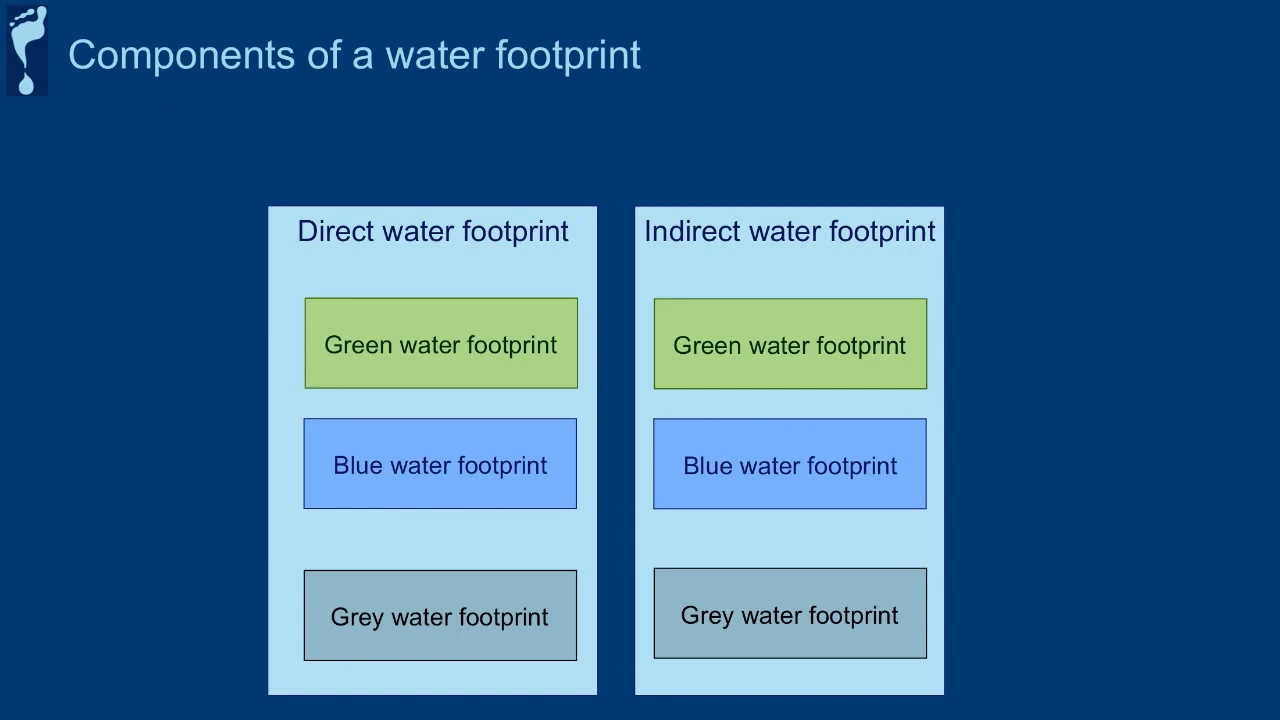 Components of a water footprint
Direct water footprint
Green water footprint
Blue water footprint
Grey water footprint
Indirect water footprint
Green water footprint
Blue water footprint
Grey water footprint